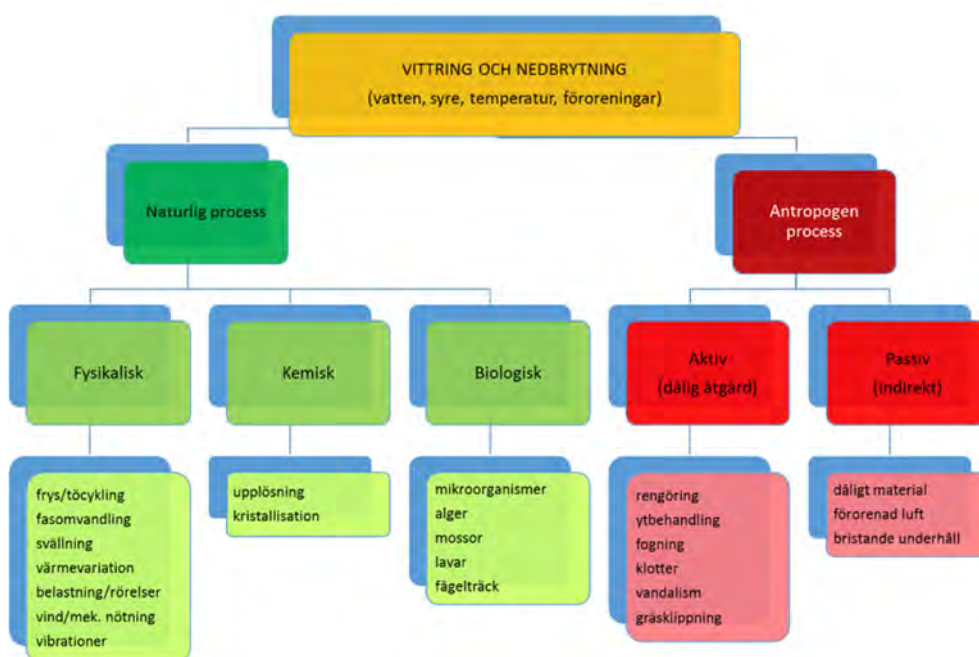 VITTRING OCH NEDBRYTNING
(vatten, syre, temperatur, föroreningar)
Naturlig process
Antropogen
process
Fysikalisk
Kemisk
Biologisk
Aktiv
(dålig åtgärd)
Passiv
(indirekt)
frys/töcykling
fasomvandling
svällning
värmevariation
belastning/rörelser
vind/mek. nötning
vibrationer
upplösning
kristallisation
mikroorganismer
alger
mossor
lavar
fågelträck
rengöring
ytbehandling
fogning
klotter
vandalism
gräsklippning
dåligt material
förorenad luft
bristande underhåll